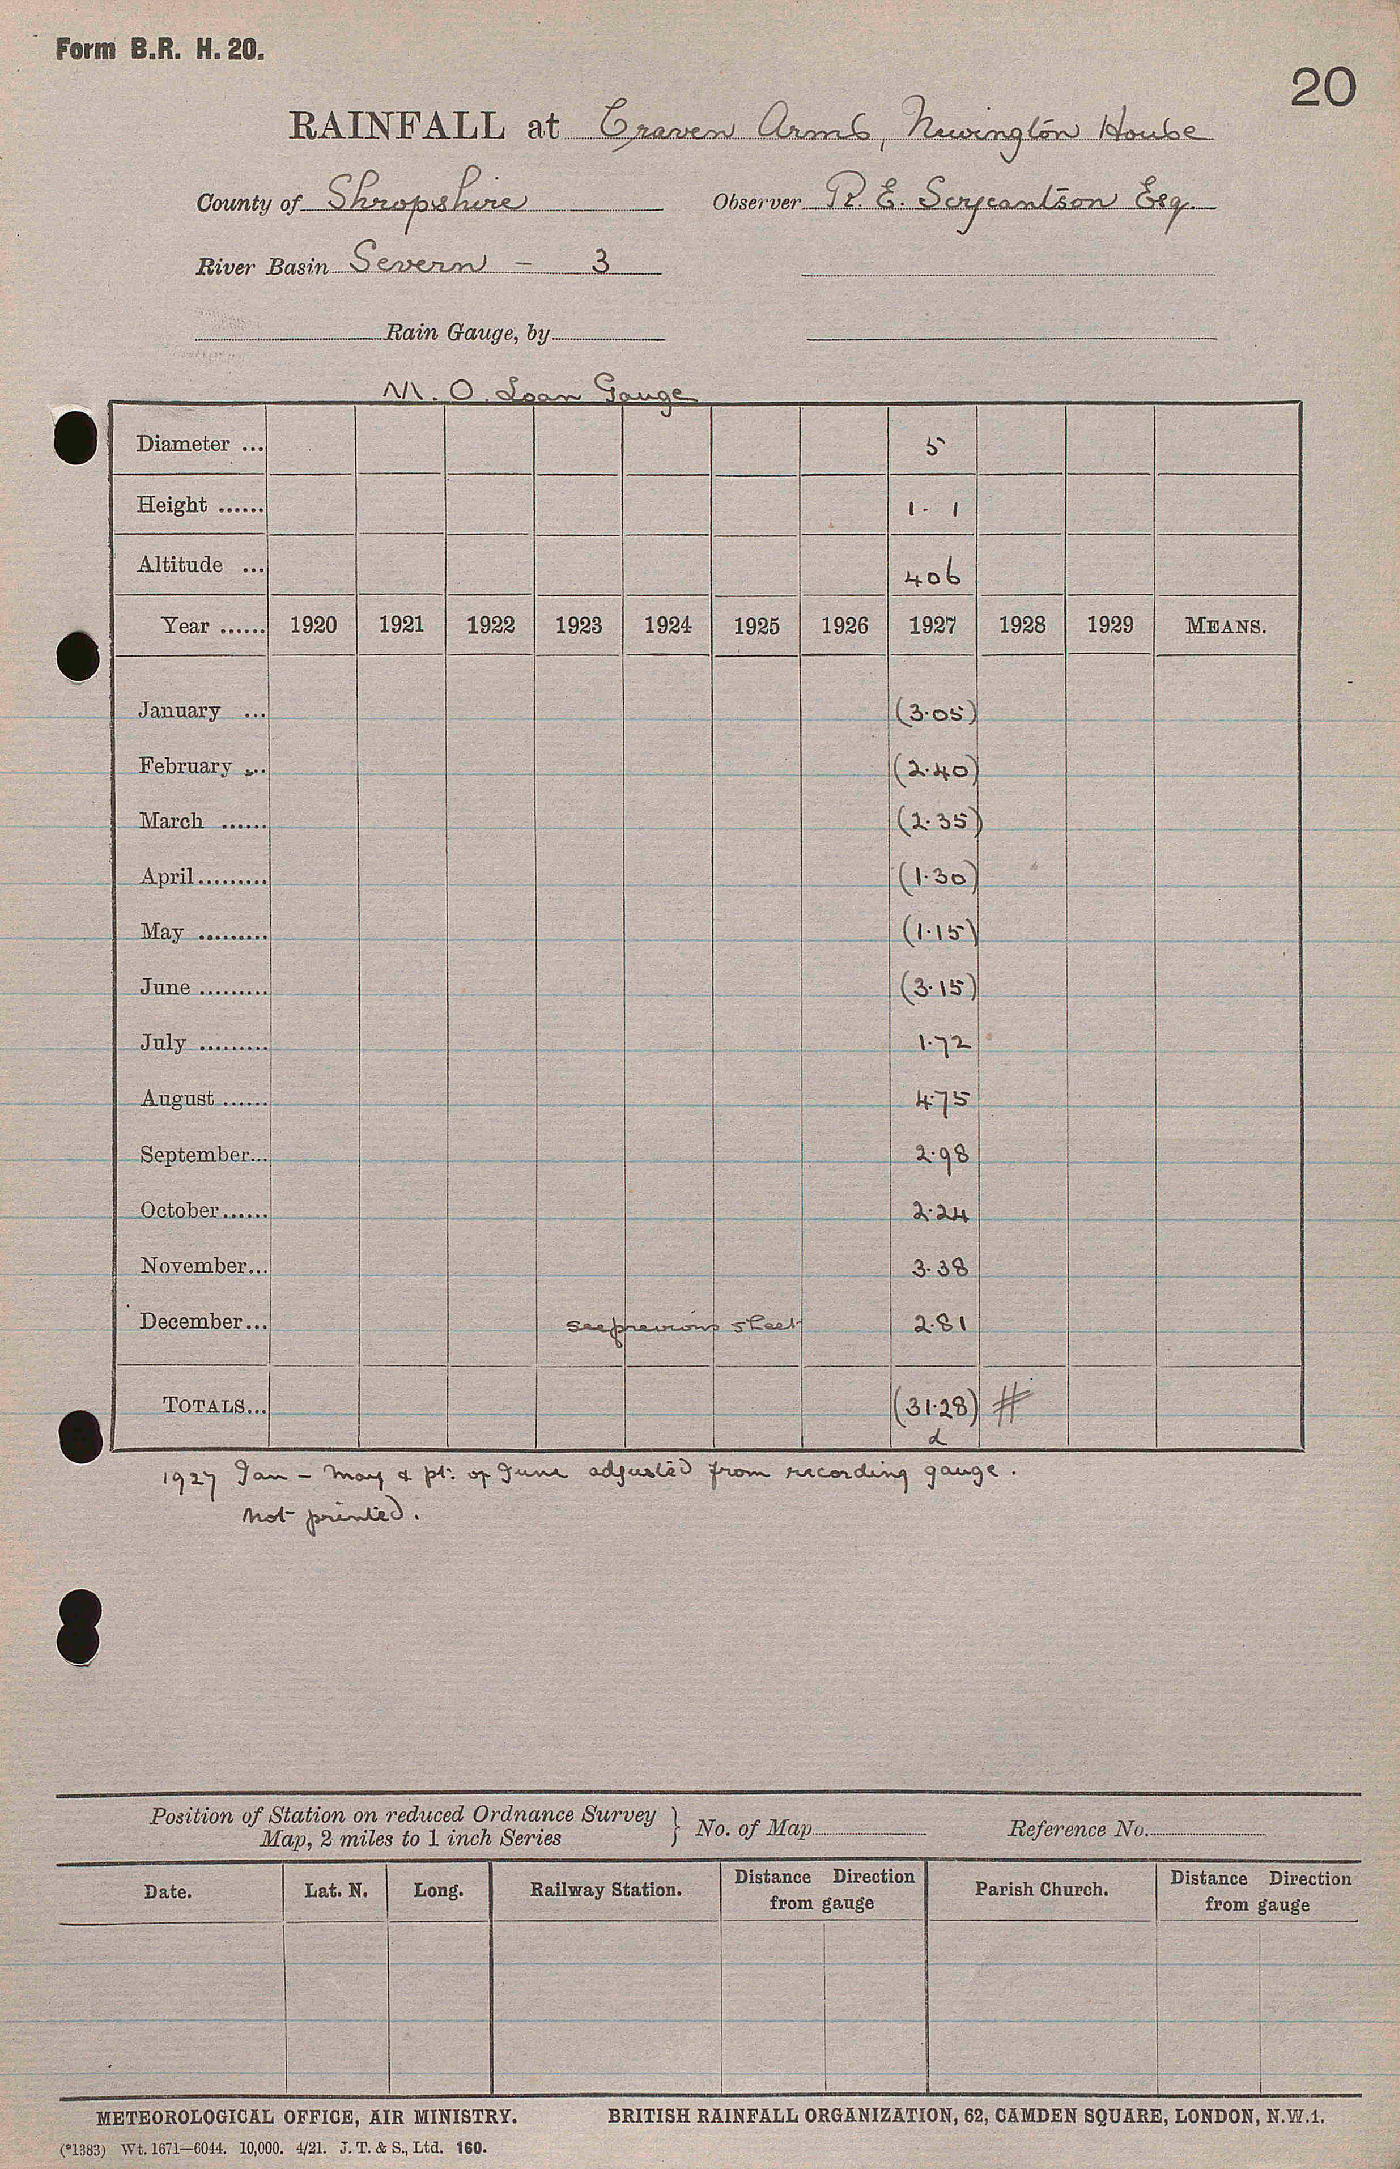 Form B.R. H. 20.
20
RAINFALL at Craven Arms, Newington House
County of Shropshire Observer R. E. Serjeantson Esq.
River Basin Severn - 3
Rain Gauge, by
M. O. Loan Gauge
Diameter ... 5
Height ...... 1 - 1
Altitude ... 406
Year ...... 1920 1921 1922 1923 1924 1925 1926 1927 1928 1929 MEANS.
January ... (3.05)
February ... (2.40)
March ...... (2.35)
April......... (1.30)
May ......... (1.15)
June ......... (3.15)
July ......... 1.72
August ...... 4.75
September... 2.98
October...... 2.24
November... 3.38
December... see previous sheet 2.81
TOTALS... (31.28) #
d
1927 Jan - May & pt. of June adjusted from recording gauge.
Not printed.
Position of Station on reduced Ordnance Survey
Map, 2 miles to 1 inch Series } No. of Map Reference No.
Date. Lat. N. Long. Railway Station. Distance Direction from gauge Parish Church. Distance Direction from gauge
METEOROLOGICAL OFFICE, AIR MINISTRY. BRITISH RAINFALL ORGANIZATION, 62, CAMDEN SQUARE, LONDON, N.W.1.
(*1383) Wt. 1671—6044. 10,000. 4/21. J. T. & S., Ltd. 160.